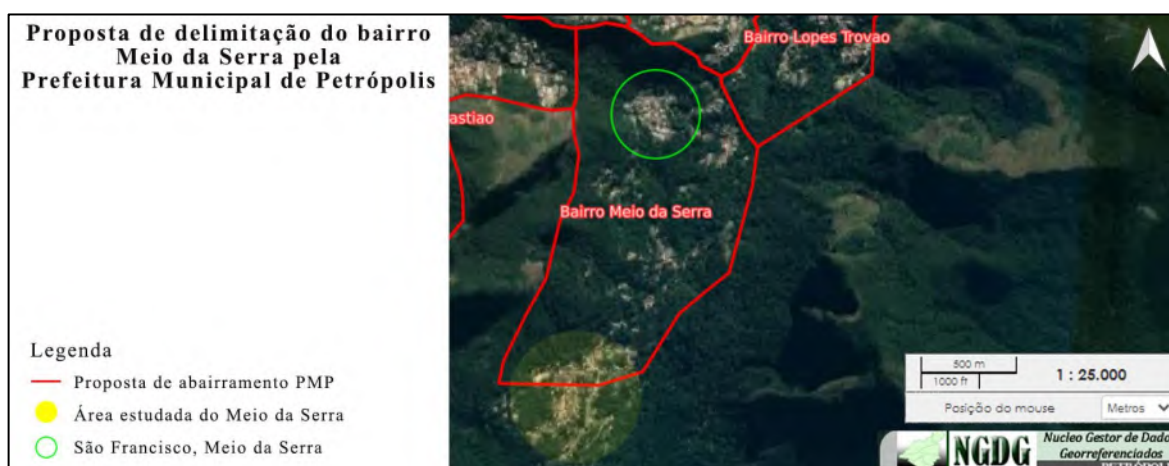 Proposta de delimitação do bairro
Meio da Serra pela
Prefeitura Municipal de Petrópolis
Legenda
Proposta de abairramento PMP
Área estudada do Meio da Serra
São Francisco, Meio da Serra
Bairro Lopes Trovao
astiao
Bairro Meio da Serra
500 m
1000 ft
1 : 25.000
Posição do mouse
Metros
NGDG
Nucleo Gestor de Dado
Georreferenciados